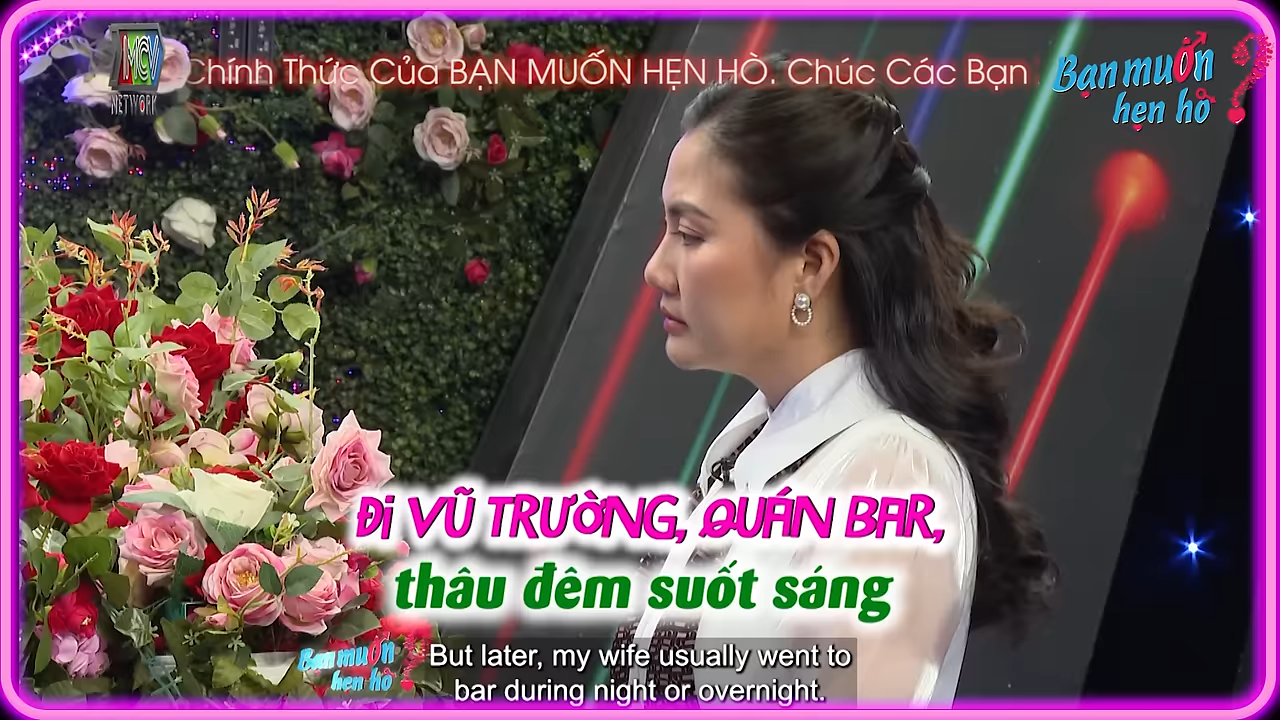 MCV
NETWORK
Chính Thức Của BẠN MUỐN HẸN HÒ. Chúc Các Bạn
Bạn muốn
hẹn hò ?
Đi VŨ TRƯỜNG, QUÁN BAR,
thâu đêm suốt sáng
Bạn muốn
hẹn hò ?
But later, my wife usually went to
bar during night or overnight.